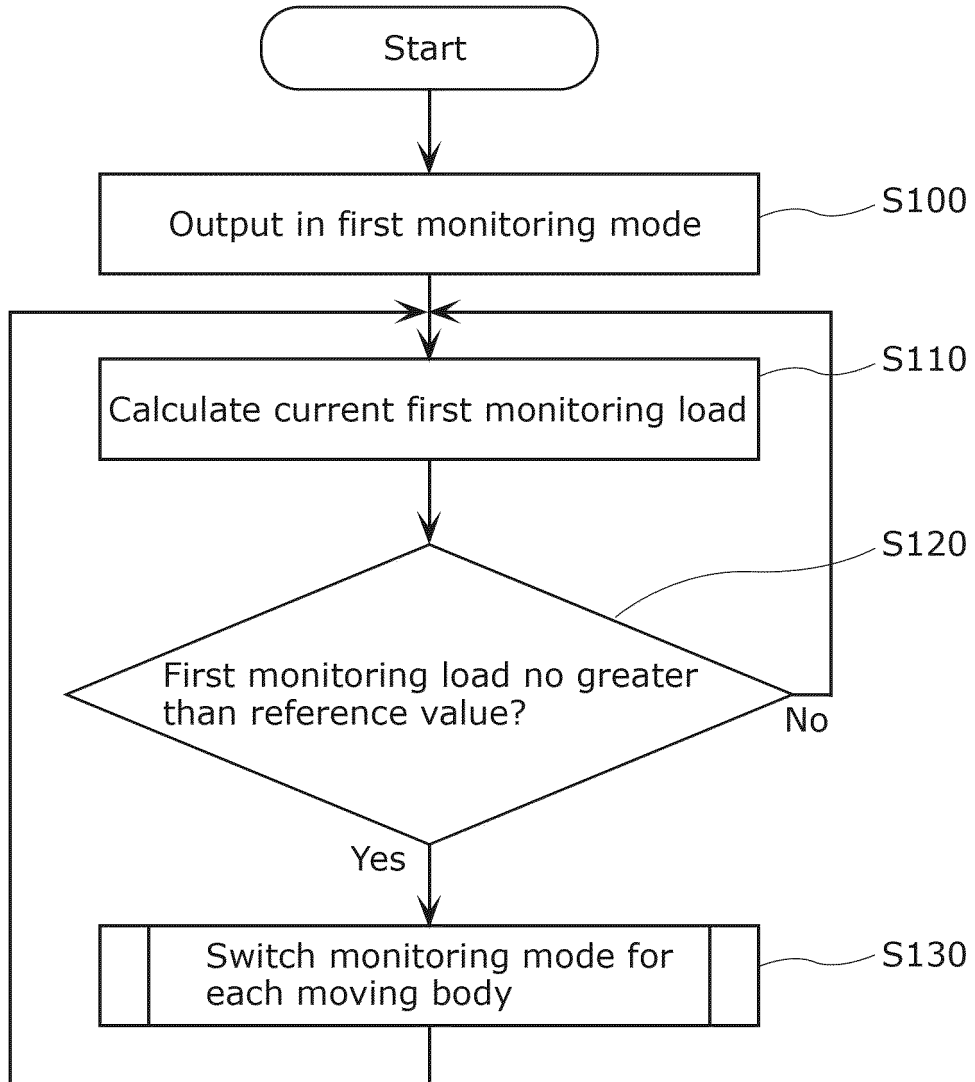 Start
Output in first monitoring mode
S100
Calculate current first monitoring load
S110
S120
First monitoring load no greater
than reference value?
No
Yes
Switch monitoring mode for
each moving body
S130